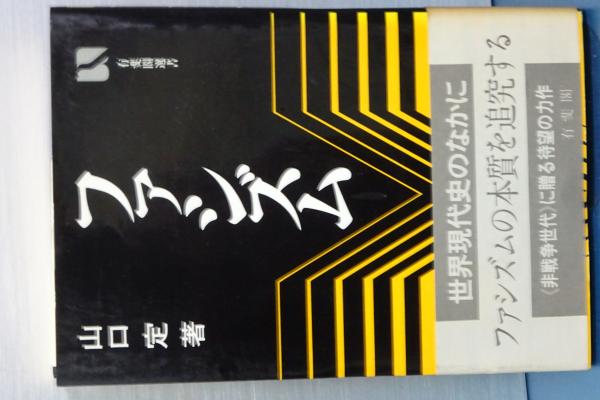 有斐閣選書
ファシズム
山口 定 著
世界現代史のなかに
ファシズムの本質を追究する
《非戦争世代》に贈る待望の力作
有斐閣